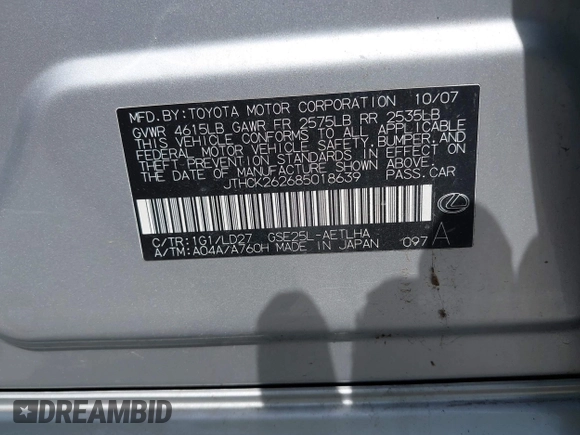 MFD.BY:TOYOTA MOTOR CORPORATION 10/07
GVWR 4615LB GAWR FR 2575LB RR 2535LB
THIS VEHICLE CONFORMS TO ALL APPLICABLE
FEDERAL MOTOR VEHICLE SAFETY,BUMPER,AND
THEFT PREVENTION STANDARDS IN EFFECT ON
THE DATE OF MANUFACTURE SHOWN ABOVE.
JTHCK262685018639 PASS.CAR
C/TR:1G1/LD27 GSE25L-AETLHA
A/TM:A04A/A760H MADE IN JAPAN 097 A
DREAMBID